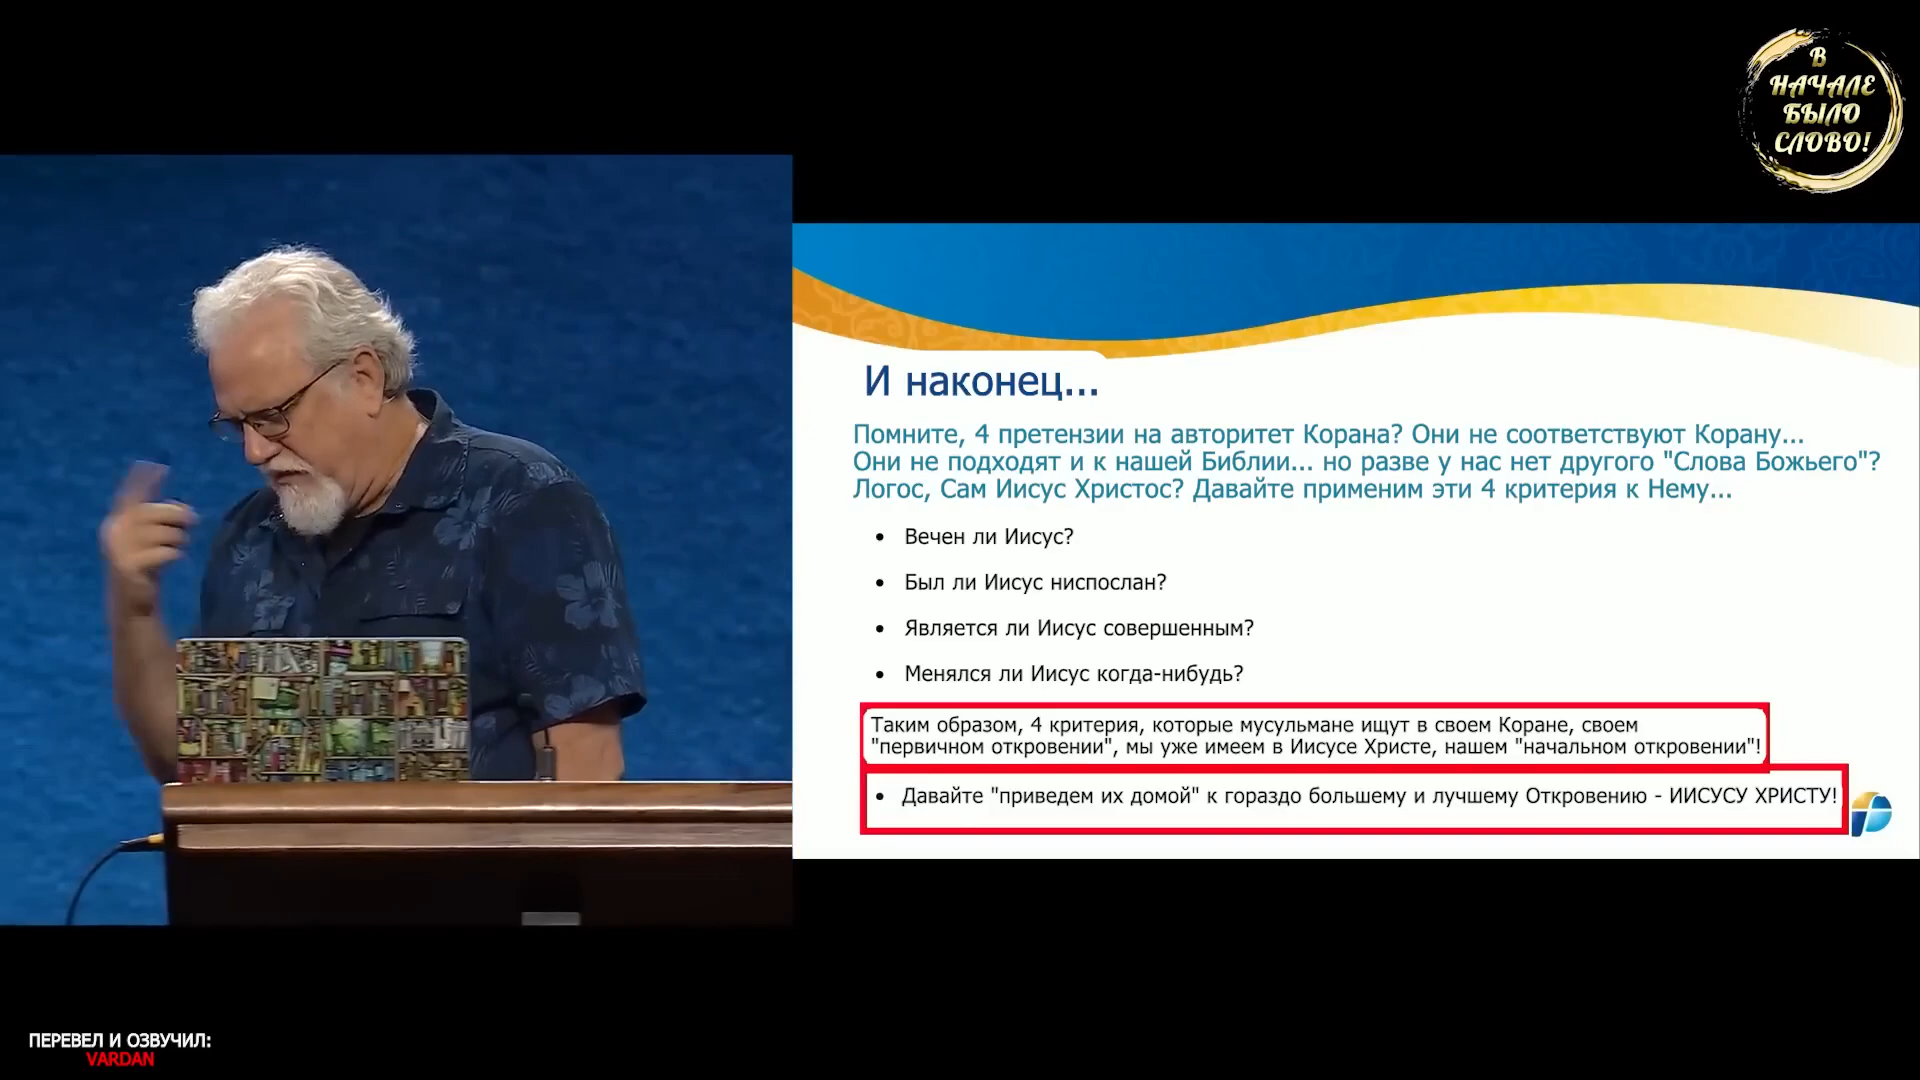 В
НАЧАЛЕ
БЫЛО
СЛОВО!
И наконец...
Помните, 4 претензии на авторитет Корана? Они не соответствуют Корану...
Они не подходят и к нашей Библии... но разве у нас нет другого "Слова Божьего"?
Логос, Сам Иисус Христос? Давайте применим эти 4 критерия к Нему...
• Вечен ли Иисус?
• Был ли Иисус ниспослан?
• Является ли Иисус совершенным?
• Менялся ли Иисус когда-нибудь?
Таким образом, 4 критерия, которые мусульмане ищут в своем Коране, своем
"первичном откровении", мы уже имеем в Иисусе Христе, нашем "начальном откровении"!
• Давайте "приведем их домой" к гораздо большему и лучшему Откровению - ИИСУСУ ХРИСТУ!
ПЕРЕВЕЛ И ОЗВУЧИЛ:
VARDAN